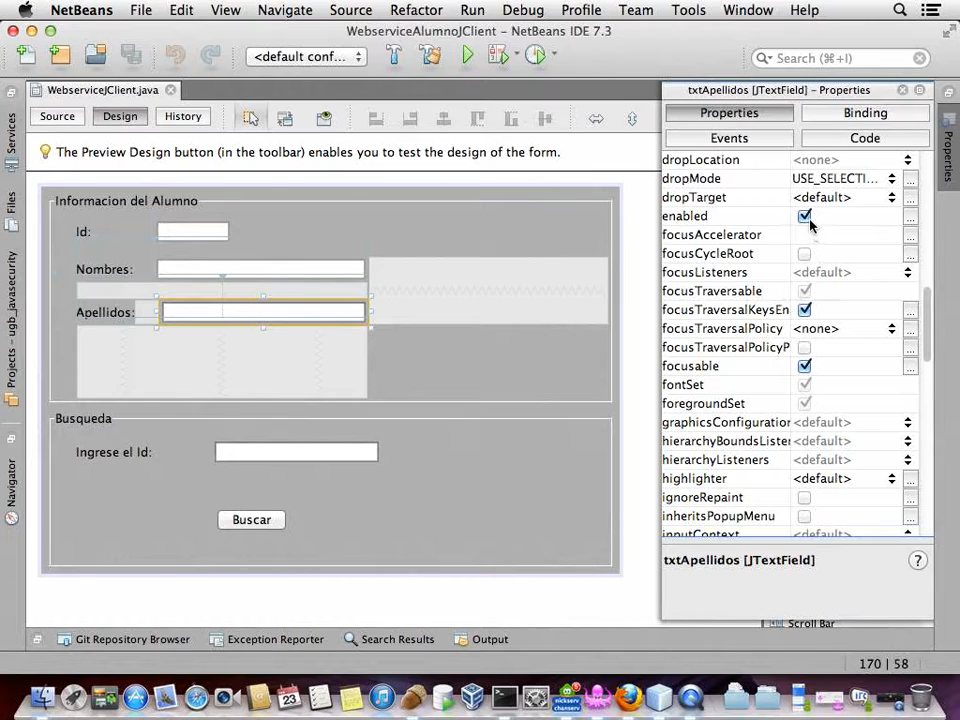 NetBeans File Edit View Navigate Source Refactor Run Debug Profile Team Tools Window Help
WebserviceAlumnoJClient – NetBeans IDE 7.3
<default conf...
Search (⌘+I)
WebserviceJClient.java
Source Design History
The Preview Design button (in the toolbar) enables you to test the design of the form.
Services
Files
Projects - ugb_javasecurity
Navigator
Informacion del Alumno
Id:
Nombres:
Apellidos:
Busqueda
Ingrese el Id:
Buscar
txtApellidos [JTextField] – Properties
Properties Binding
Events Code
dropLocation <none>
dropMode USE_SELECTI... ...
dropTarget <default> ...
enabled ...
focusAccelerator ...
focusCycleRoot ...
focusListeners <default>
focusTraversable
focusTraversalKeysEn ...
focusTraversalPolicy <none>
focusTraversalPolicyP
focusable ...
fontSet
foregroundSet
graphicsConfiguration <default>
hierarchyBoundsListen <default>
hierarchyListeners <default>
highlighter <default> ...
ignoreRepaint ...
inheritsPopupMenu ...
inputContext <default>
txtApellidos [JTextField]
?
Properties
Scroll Bar
Git Repository Browser Exception Reporter Search Results Output
170 | 58